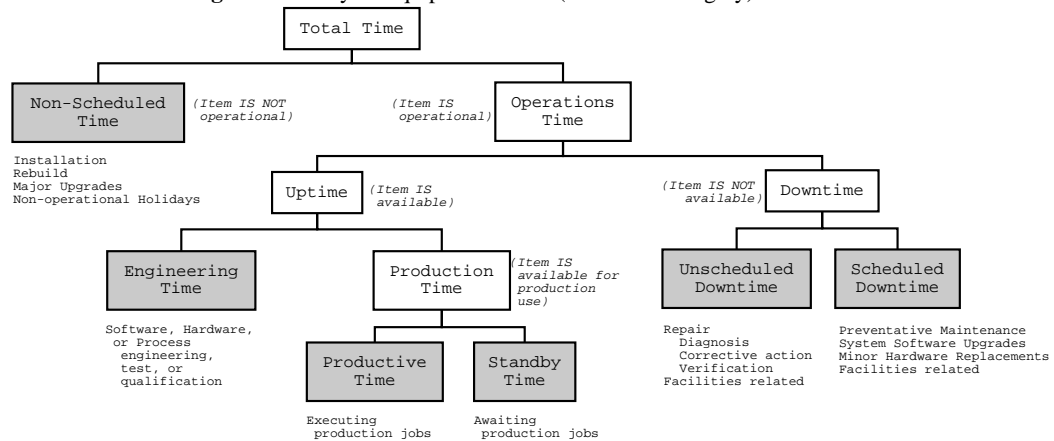 Total Time
Non-Scheduled
Time
(Item IS NOT
operational)
(Item IS
operational)
Operations
Time
Installation
Rebuild
Major Upgrades
Non-operational Holidays
Uptime
(Item IS
available)
(Item IS NOT
available)
Downtime
Engineering
Time
Production
Time
(Item IS
available for
production
use)
Unscheduled
Downtime
Scheduled
Downtime
Software, Hardware,
or Process
engineering,
test, or
qualification
Productive
Time
Standby
Time
Repair
Diagnosis
Corrective action
Verification
Facilities related
Preventative Maintenance
System Software Upgrades
Minor Hardware Replacements
Facilities related
Executing
production jobs
Awaiting
production jobs